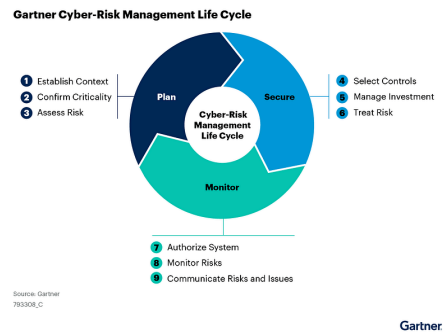 Gartner Cyber-Risk Management Life Cycle
1 Establish Context
2 Confirm Criticality
3 Assess Risk
Plan
Cyber-Risk
Management
Life Cycle
Secure
4 Select Controls
5 Manage Investment
6 Treat Risk
Monitor
7 Authorize System
8 Monitor Risks
9 Communicate Risks and Issues
Source: Gartner
793308_C
Gartner